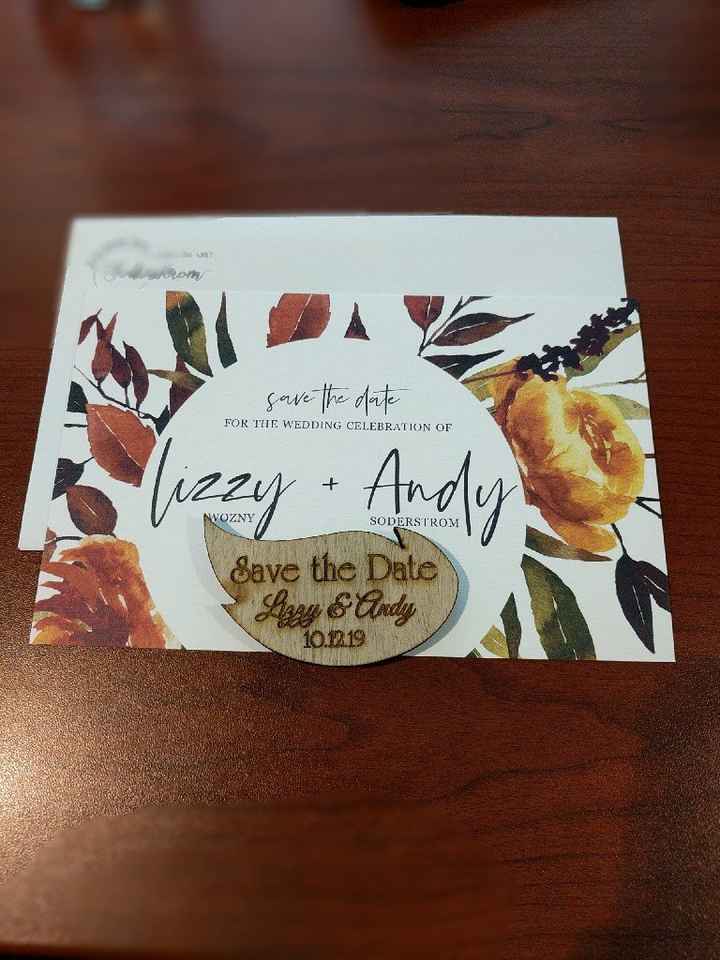 save the date
FOR THE WEDDING CELEBRATION OF
Lizzy + Andy
WOZNY SODERSTROM
Save the Date
Lizzy & Andy
10.12.19